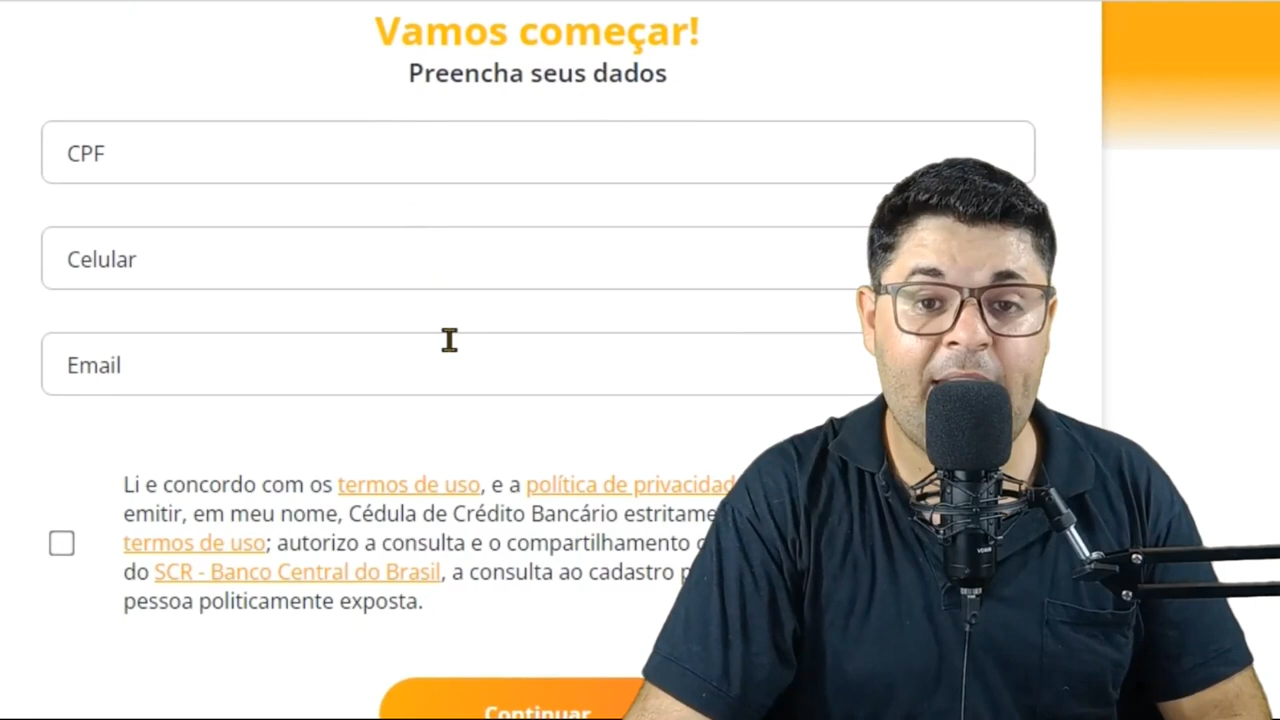 Vamos começar!
Preencha seus dados
CPF
Celular
Email
Li e concordo com os termos de uso, e a política de privacidad
emitir, em meu nome, Cédula de Crédito Bancário estritame
termos de uso; autorizo a consulta e o compartilhamento
do SCR - Banco Central do Brasil, a consulta ao cadastro
pessoa politicamente exposta.
Continuar